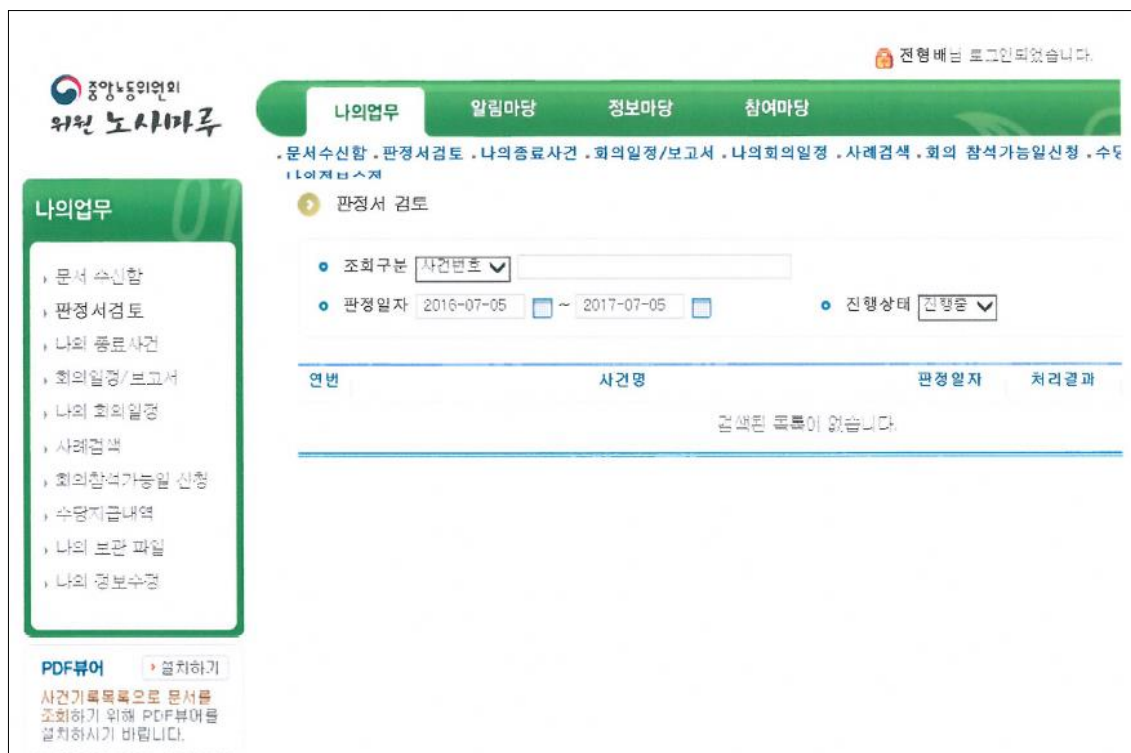 전형배님 로그인되었습니다.
중앙노동위원회
위원 노사마루
나의업무 알림마당 정보마당 참여마당
.문서수신함 .판정서검토 .나의종료사건 .회의일정/보고서 .나의회의일정 .사례검색 .회의 참석가능일신청 .수당
나의정보수정
나의업무 01
판정서 검토
조회구분 사건번호
판정일자 2016-07-05 ~ 2017-07-05 진행상태 진행중
연번 사건명 판정일자 처리결과
검색된 목록이 없습니다.
문서 수신함
판정서검토
나의 종료사건
회의일정/보고서
나의 회의일정
사례검색
회의참석가능일 신청
수당지급내역
나의 보관 파일
나의 정보수정
PDF뷰어 설치하기
사건기록목록으로 문서를
조회하기 위해 PDF뷰어를
설치하시기 바랍니다.